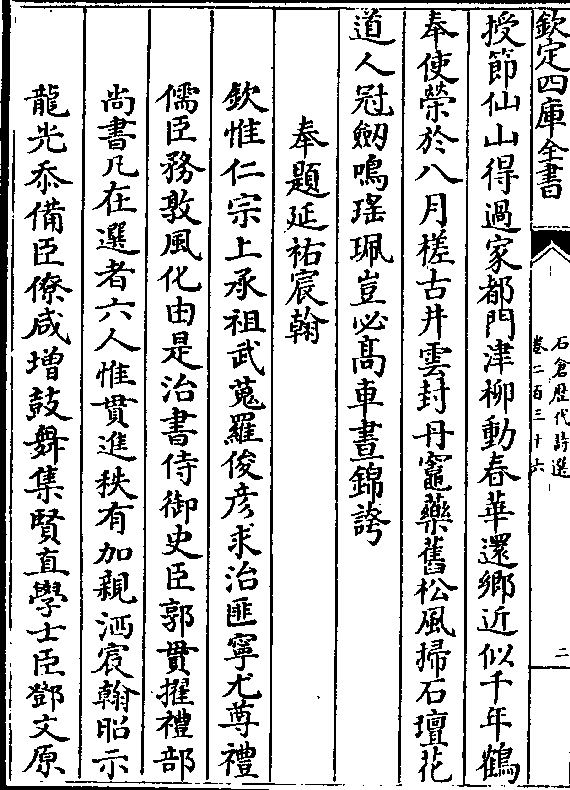 欽定四庫全書
石倉歷代詩選
卷二百三十六
二
授節仙山得過家都門津柳動春華還鄉近似千年鶴
奉使榮於八月槎古井雲封丹竈藥舊松風掃石壇花
道人冠劒鳴瑤珮豈必髙車晝錦誇
奉題延祐宸翰
欽惟仁宗上承祖武蒐羅俊彦求治匪寧尤尊禮
儒臣務敦風化由是治書侍御史臣郭貫擢禮部
尚書凡在選者六人惟貫進秩有加親洒宸翰昭示
龍光忝備臣僚咸増鼓舞集賢直學士臣鄧文原